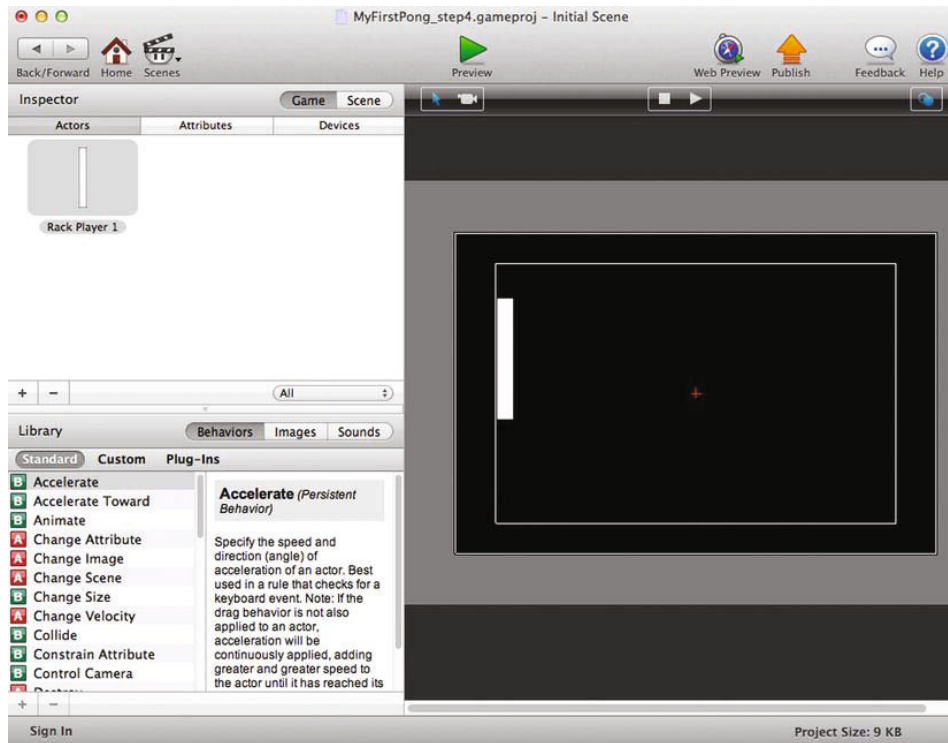 MyFirstPong_step4.gameproj – Initial Scene
Back/Forward Home Scenes Preview Web Preview Publish Feedback Help
Inspector Game Scene
Actors Attributes Devices
Rack Player 1
+ − All
Library Behaviors Images Sounds
Standard Custom Plug-Ins
B Accelerate
B Accelerate Toward
B Animate
A Change Attribute
A Change Image
A Change Scene
B Change Size
A Change Velocity
B Collide
B Constrain Attribute
B Control Camera
Accelerate (Persistent
Behavior)
Specify the speed and
direction (angle) of
acceleration of an actor. Best
used in a rule that checks for a
keyboard event. Note: If the
drag behavior is not also
applied to an actor,
acceleration will be
continuously applied, adding
greater and greater speed to
the actor until it has reached its
+ −
Sign In Project Size: 9 KB